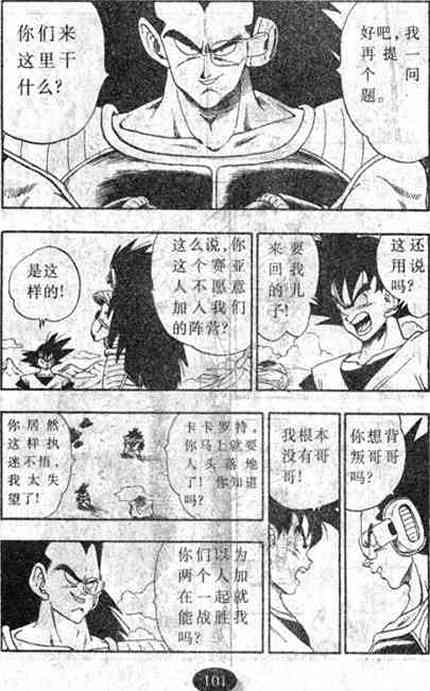 好吧,我
再提一
个问
题。
你们来
这里干
什么?
这还
用说
吗?
来要
回我
的儿
子!
这么说,你
这个赛亚
人不愿意
加入我们
的阵营?
是这
样的!
你想背
叛哥哥
吗?
我根本
没有哥
哥!
卡卡罗特,
你马上就要
人头落地
了!你知道
吗?
你居然
这样执
迷不悟,
我太失
望了!
你们以为
两个人加
在一起就
能战胜我
吗?
101